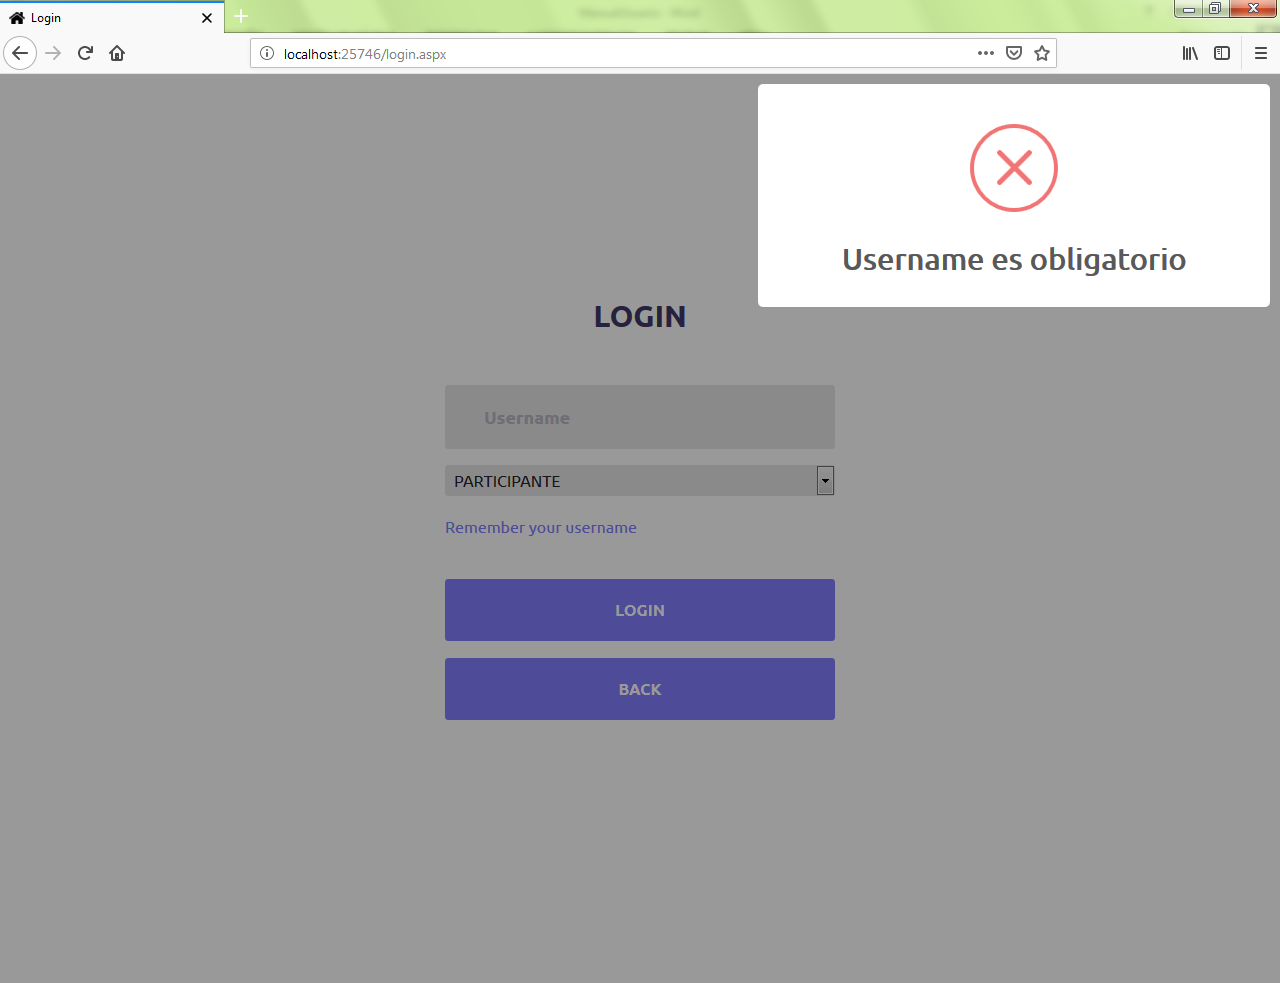 Login
localhost:25746/login.aspx
Username es obligatorio
LOGIN
Username
PARTICIPANTE
Remember your username
LOGIN
BACK